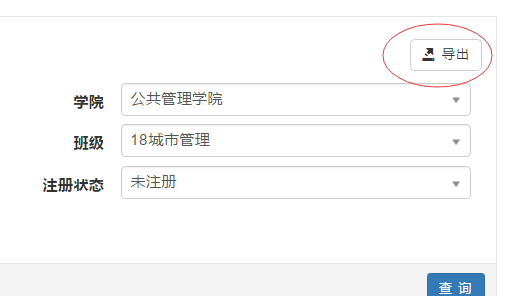 导出
学院 公共管理学院
班级 18城市管理
注册状态 未注册
查 询